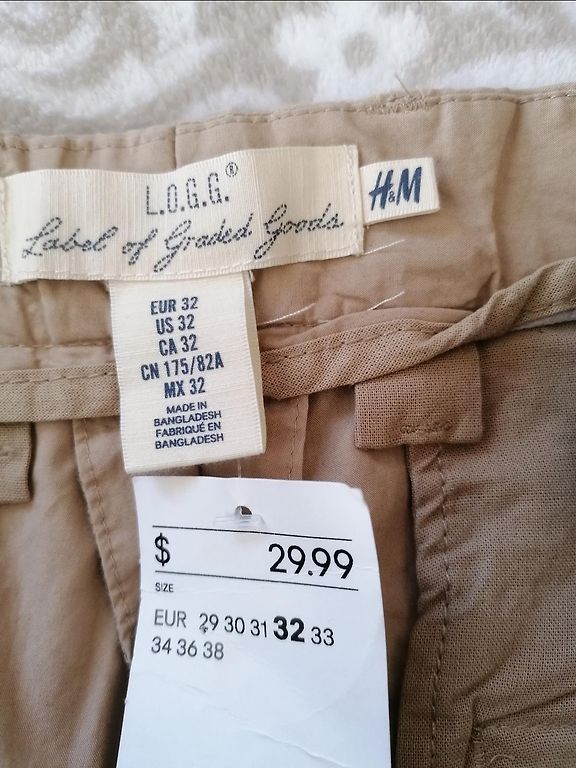 L.O.G.G.®
Label of Graded Goods
H&M
EUR 32
US 32
CA 32
CN 175/82A
MX 32
MADE IN
BANGLADESH
FABRIQUÉ EN
BANGLADESH
$ 29.99
SIZE
EUR 29 30 31 32 33
34 36 38